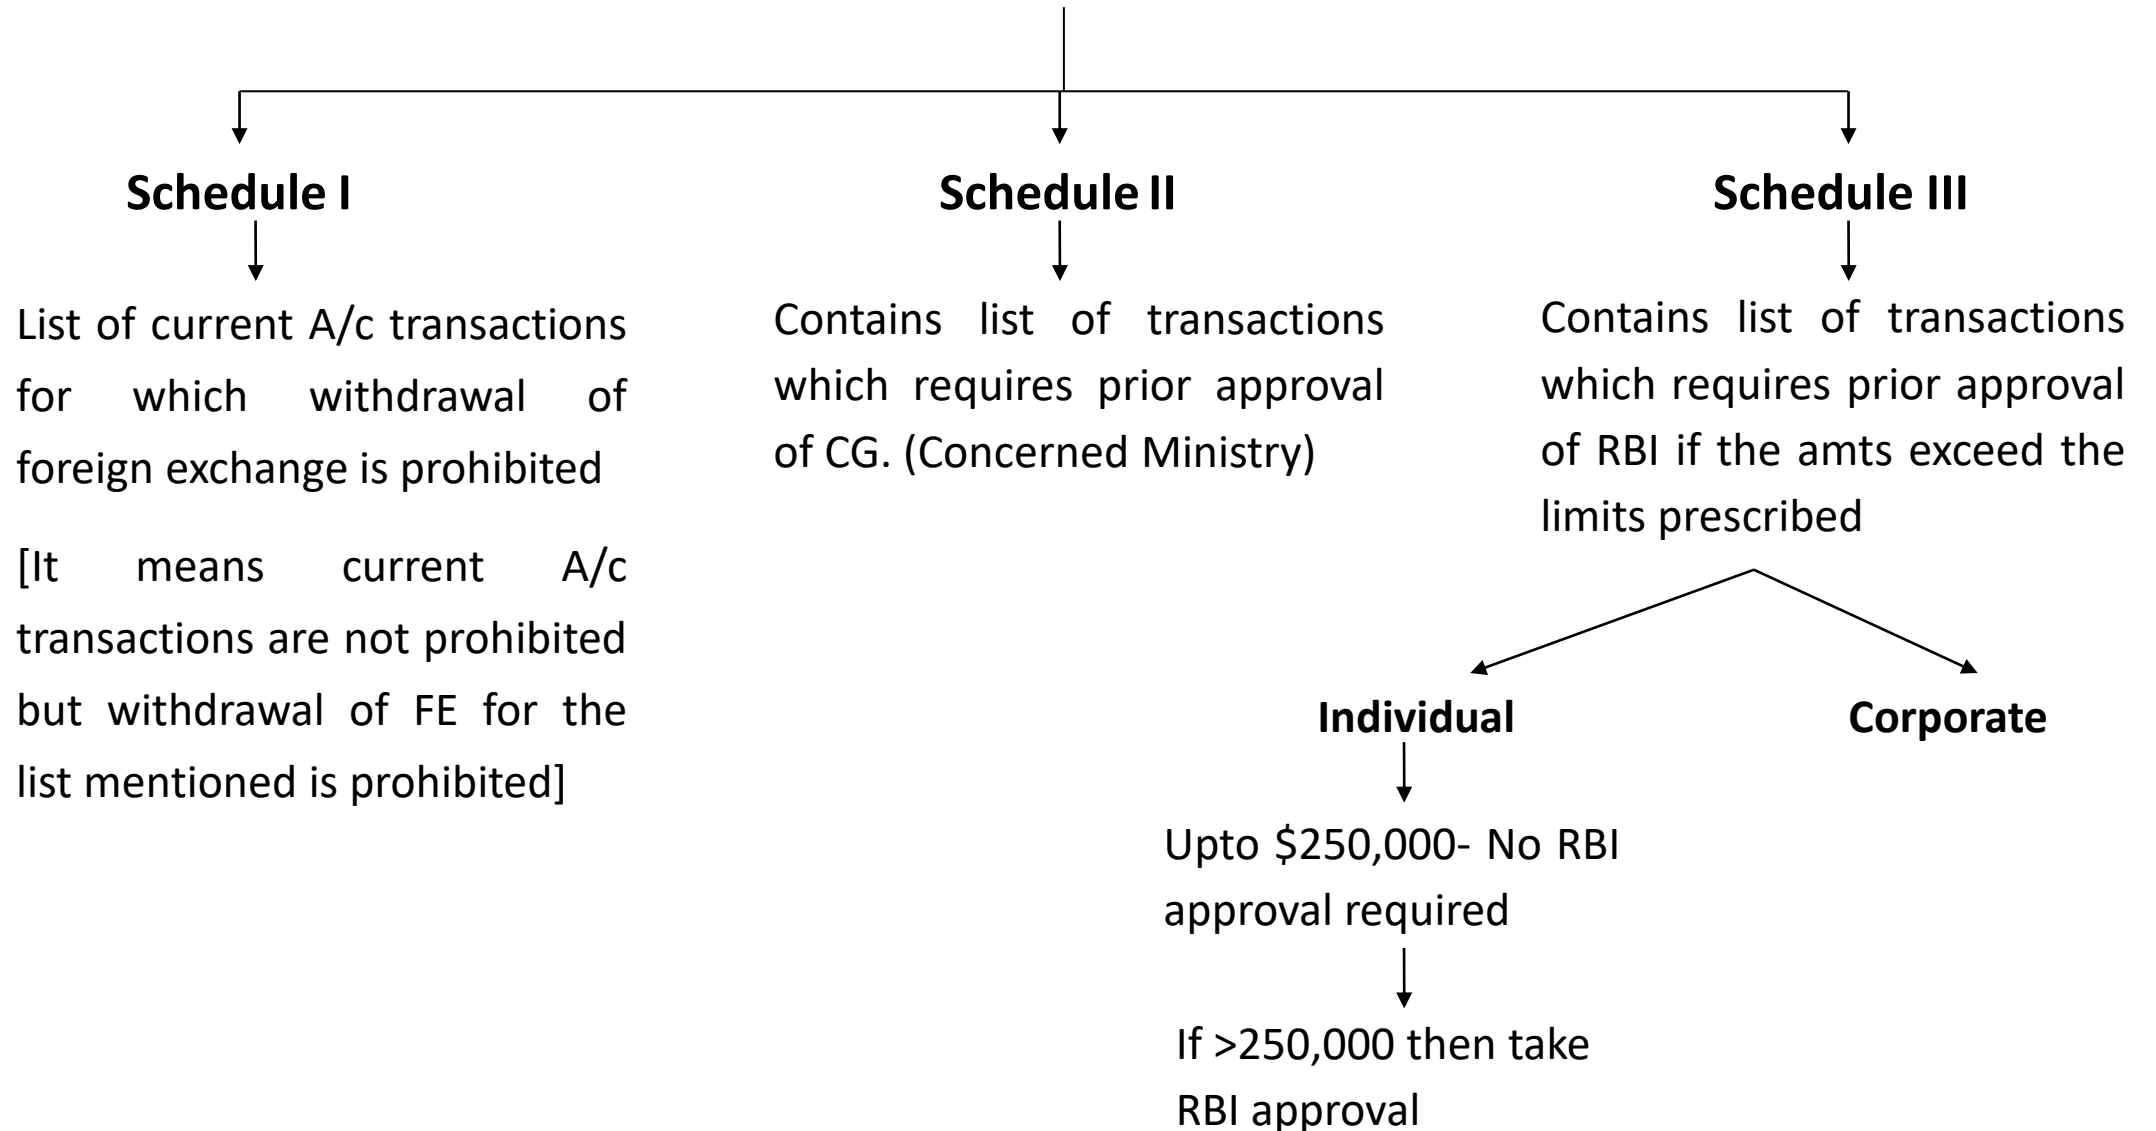 Schedule I
List of current A/c transactions
for which withdrawal of
foreign exchange is prohibited
[It means current A/c
transactions are not prohibited
but withdrawal of FE for the
list mentioned is prohibited]
Schedule II
Contains list of transactions
which requires prior approval
of CG. (Concerned Ministry)
Schedule III
Contains list of transactions
which requires prior approval
of RBI if the amts exceed the
limits prescribed
Individual
Upto $250,000- No RBI
approval required
If >250,000 then take
RBI approval
Corporate